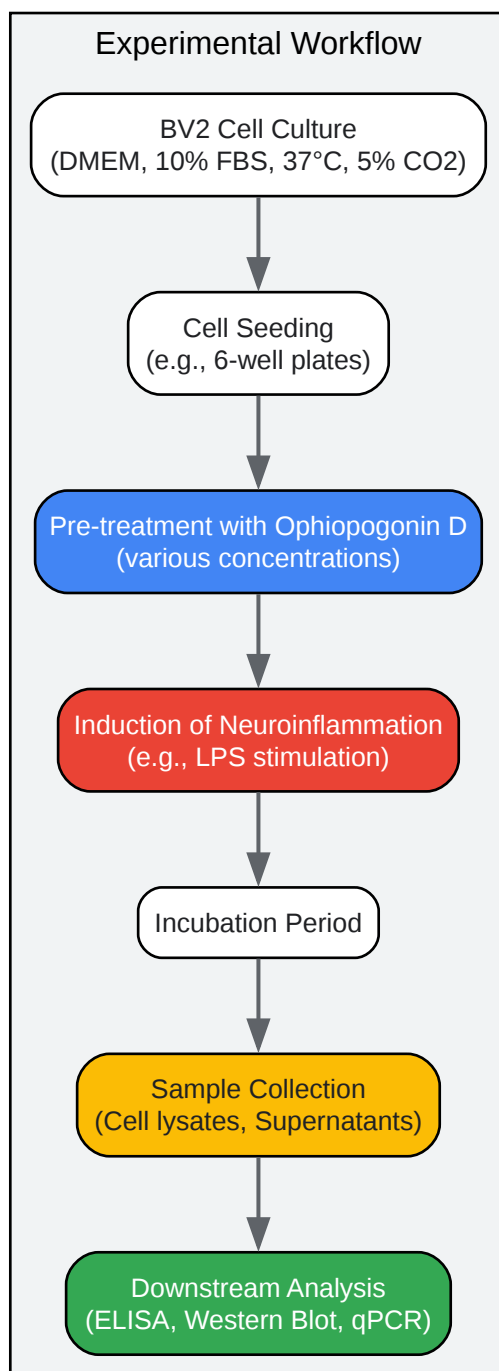 Experimental Workflow
BV2 Cell Culture
(DMEM, 10% FBS, 37°C, 5% CO2)
Cell Seeding
(e.g., 6-well plates)
Pre-treatment with Ophiopogonin D
(various concentrations)
Induction of Neuroinflammation
(e.g., LPS stimulation)
Incubation Period
Sample Collection
(Cell lysates, Supernatants)
Downstream Analysis
(ELISA, Western Blot, qPCR)